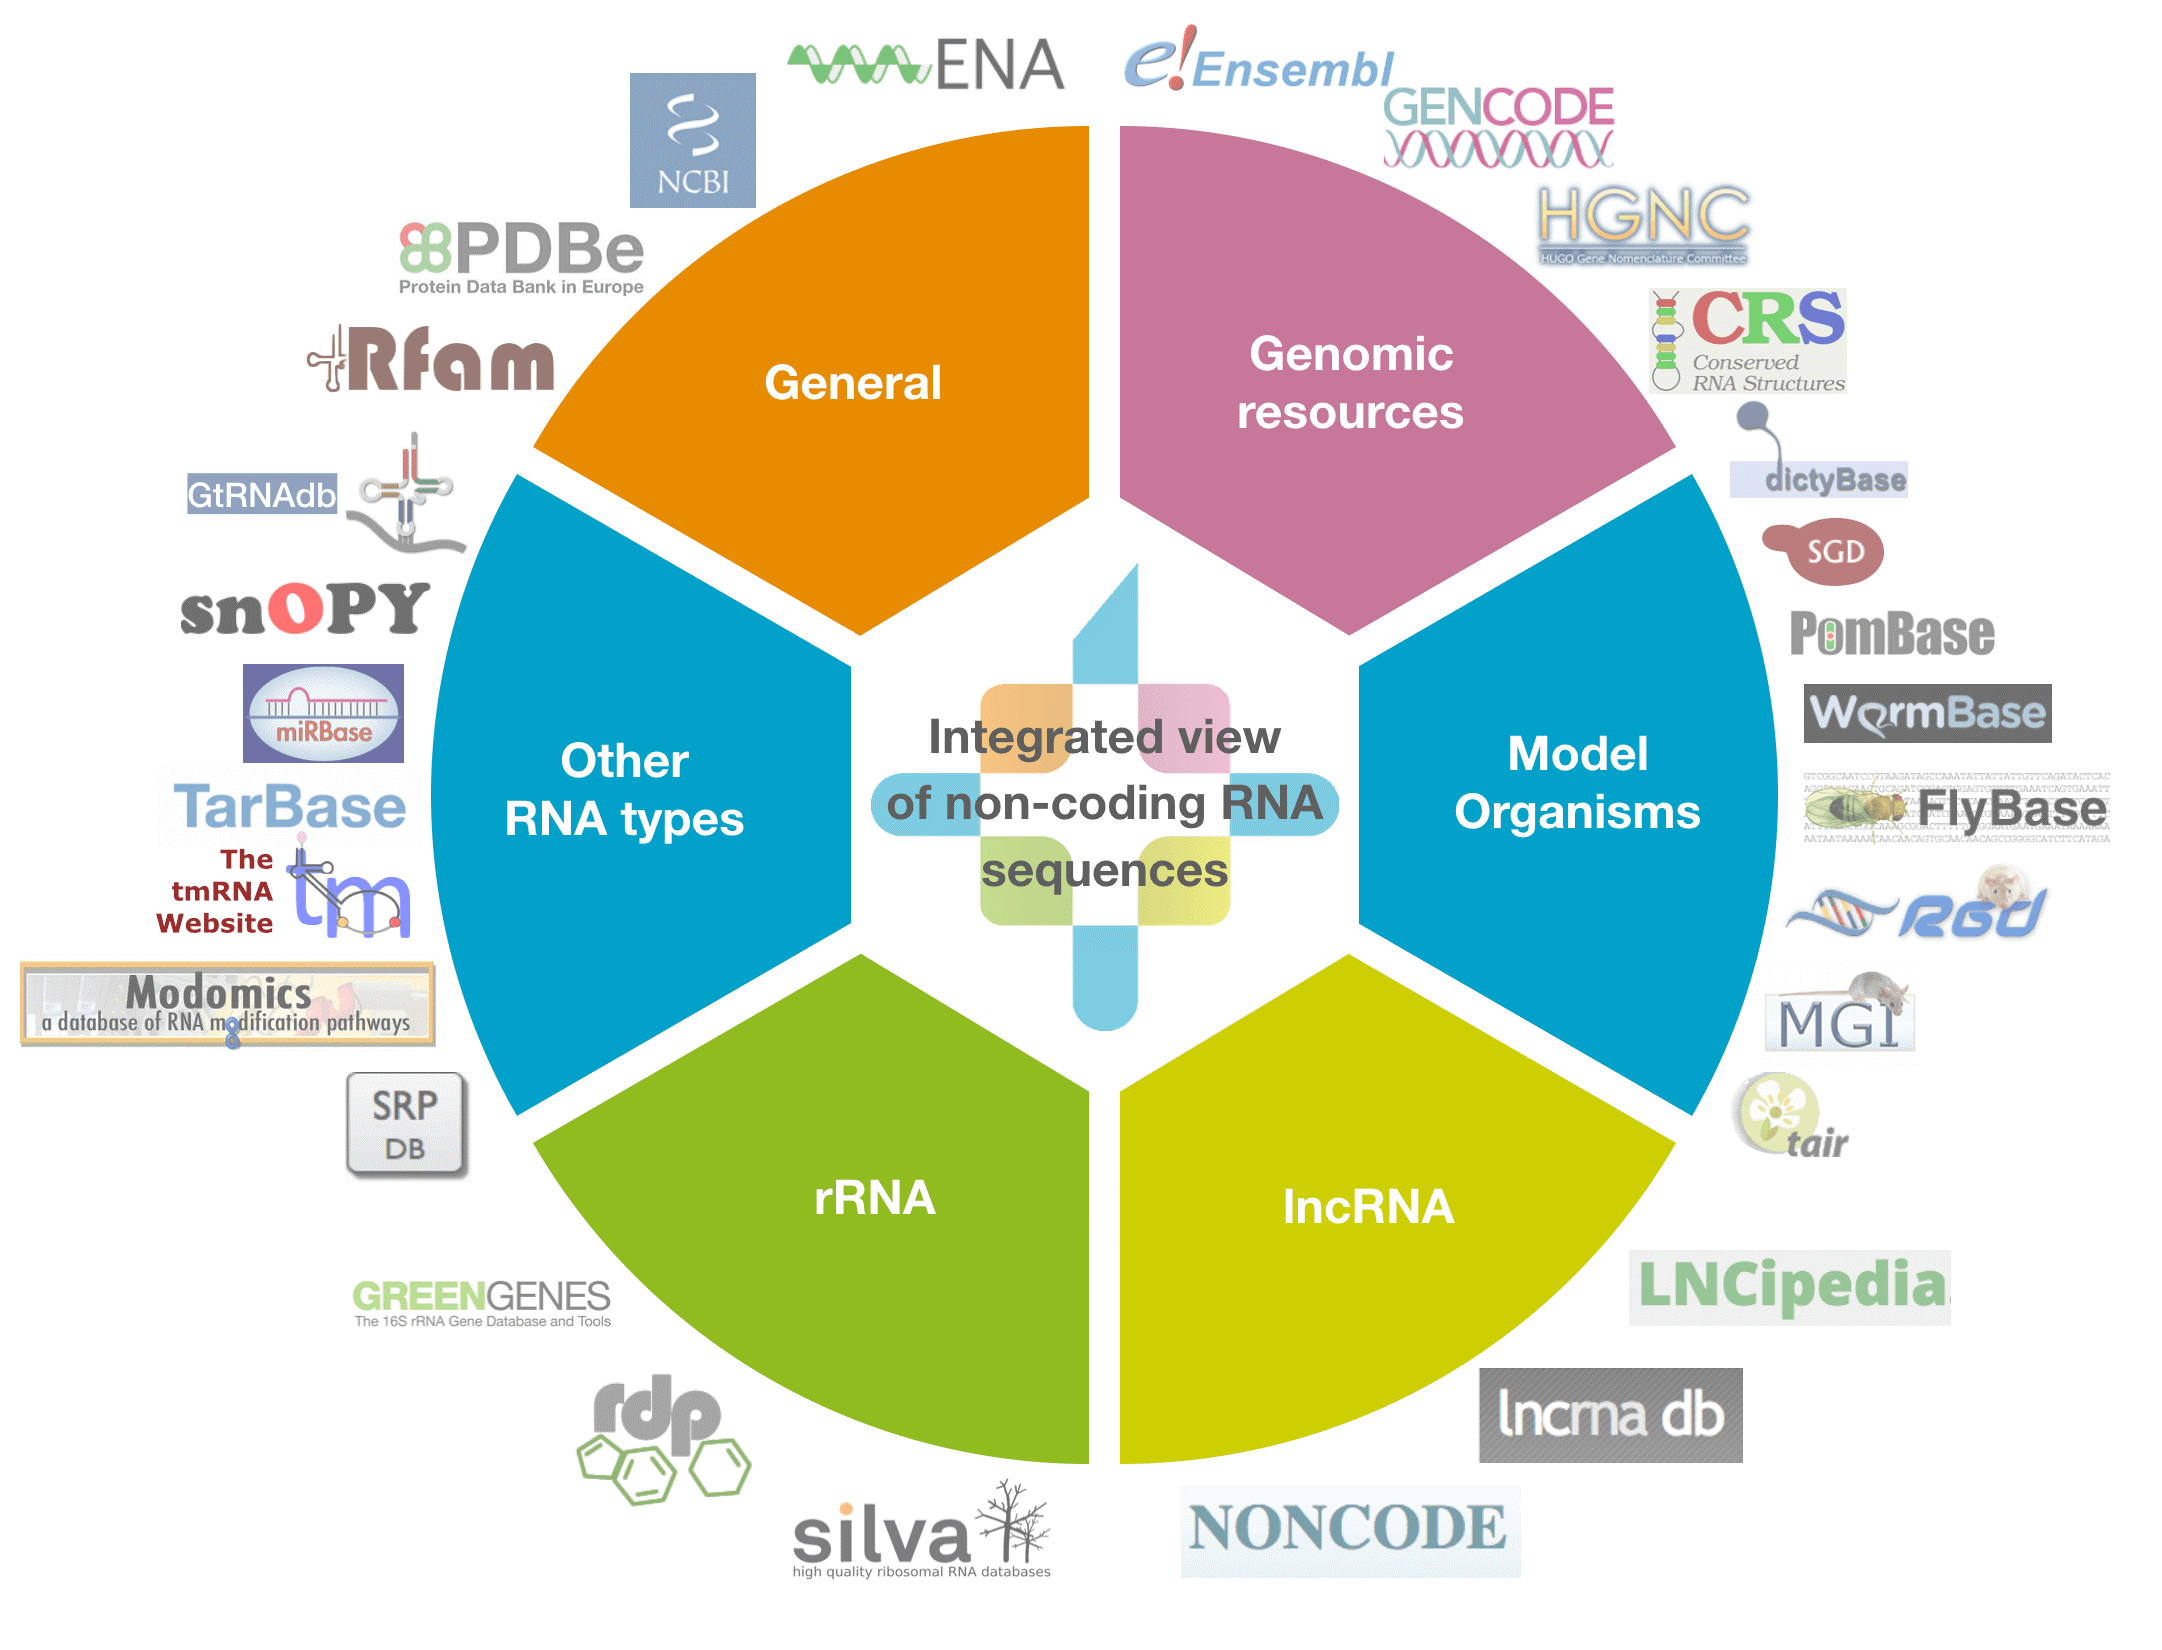 ENA
e!Ensembl
NCBI
GENCODE
PDBe
Protein Data Bank in Europe
HGNC
HUGO Gene Nomenclature Committee
Rfam
CRS
Conserved
RNA Structures
General
Genomic
resources
GtRNAdb
dictyBase
SGD
snOPY
PomBase
miRBase
WormBase
TarBase
Other
RNA types
Integrated view
of non-coding RNA
sequences
Model
Organisms
FlyBase
The
tmRNA
Website
tm
RGD
Modomics
a database of RNA modification pathways
MGI
SRP
DB
tair
rRNA
lncRNA
GREENGENES
The 16S rRNA Gene Database and Tools
LNCipedia
rdp
lncrna db
silva
high quality ribosomal RNA databases
NONCODE